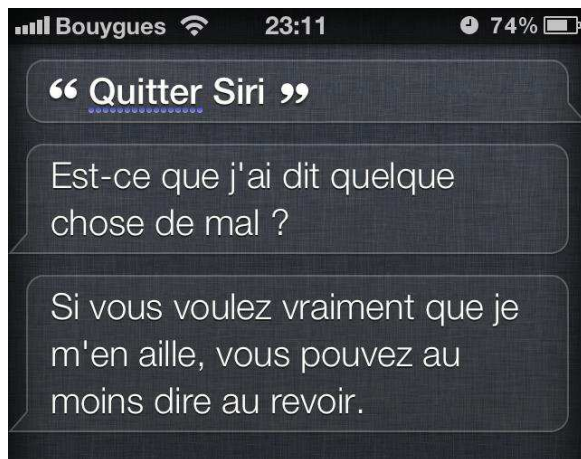 Bouygues 23:11 74%
“ Quitter Siri ”
Est-ce que j'ai dit quelque
chose de mal ?
Si vous voulez vraiment que je
m'en aille, vous pouvez au
moins dire au revoir.